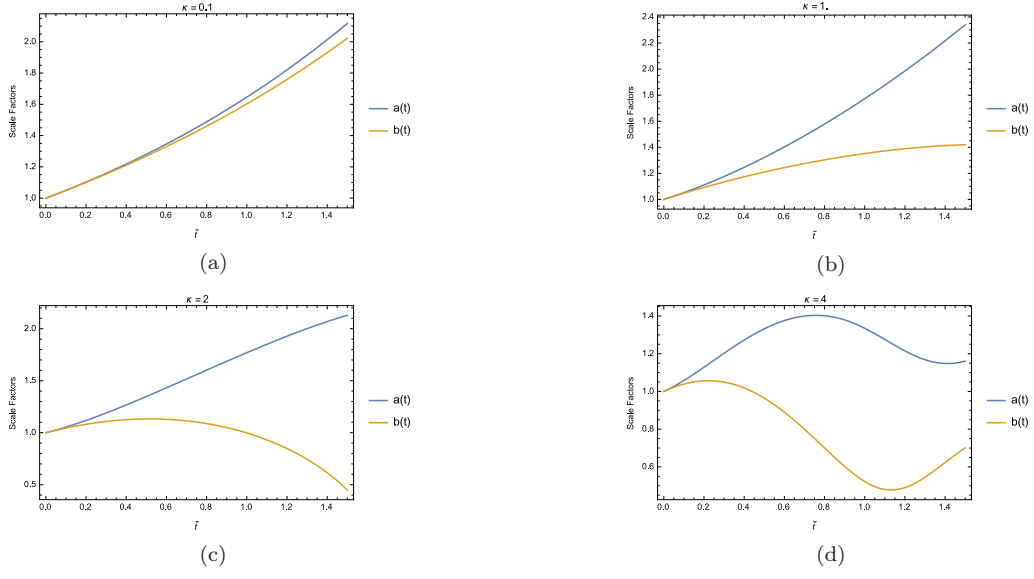 κ = 0.1
Scale Factors
2.0
1.8
1.6
1.4
1.2
1.0
0.0 0.2 0.4 0.6 0.8 1.0 1.2 1.4
t̄
a(t)
b(t)
(a)
κ = 1.
Scale Factors
2.4
2.2
2.0
1.8
1.6
1.4
1.2
1.0
0.0 0.2 0.4 0.6 0.8 1.0 1.2 1.4
t̄
a(t)
b(t)
(b)
κ = 2
Scale Factors
2.0
1.5
1.0
0.5
0.0 0.2 0.4 0.6 0.8 1.0 1.2 1.4
t̄
a(t)
b(t)
(c)
κ = 4
Scale Factors
1.4
1.2
1.0
0.8
0.6
0.0 0.2 0.4 0.6 0.8 1.0 1.2 1.4
t̄
a(t)
b(t)
(d)